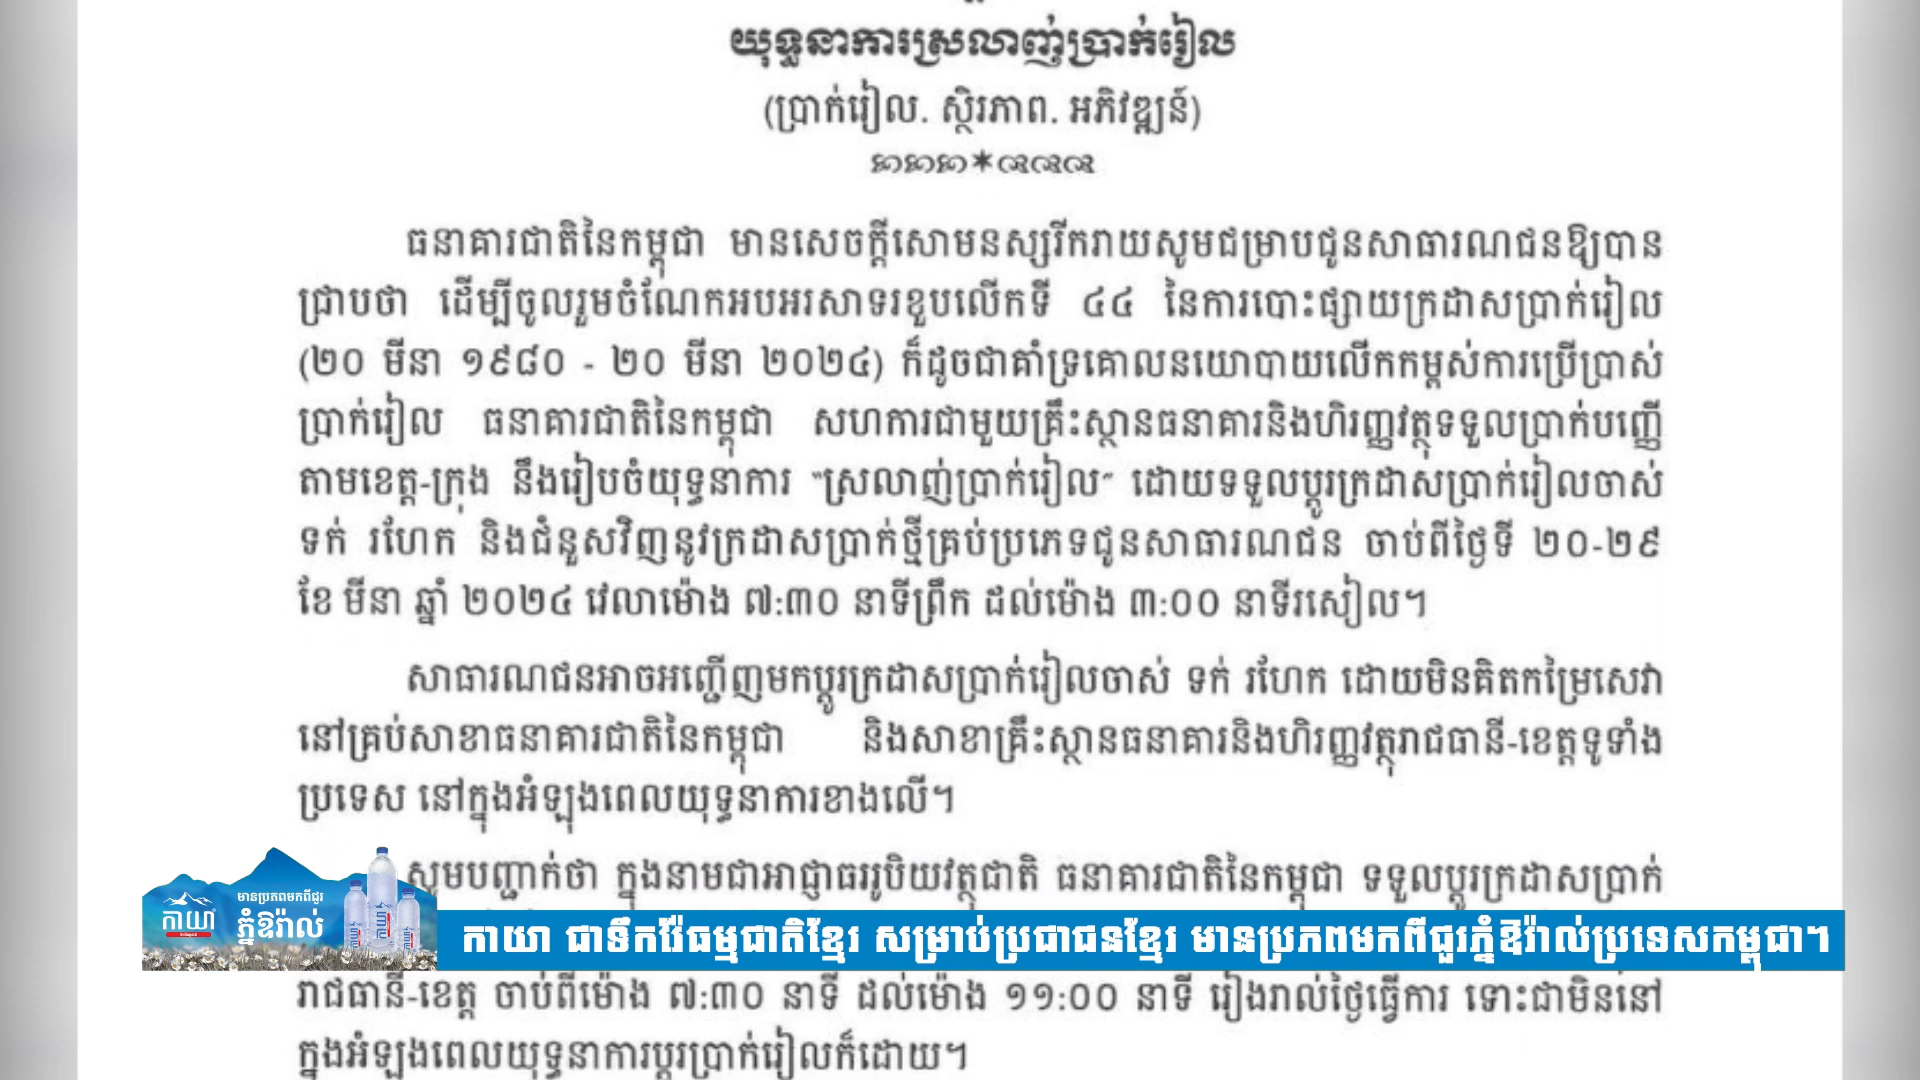 យុទ្ធនាការស្រលាញ់ប្រាក់រៀល
(ប្រាក់រៀល. ស្ថិរភាព. អភិវឌ្ឍន៍)
ធនាគារជាតិនៃកម្ពុជា មានសេចក្តីសោមនស្សរីករាយសូមជម្រាបជូនសាធារណជនឱ្យបាន
ជ្រាបថា ដើម្បីចូលរួមចំណែកអបអរសាទរខួបលើកទី ៤៤ នៃការបោះផ្សាយក្រដាសប្រាក់រៀល
(២០ មីនា ១៩៨០ - ២០ មីនា ២០២៤) ក៏ដូចជាគាំទ្រគោលនយោបាយលើកកម្ពស់ការប្រើប្រាស់
ប្រាក់រៀល ធនាគារជាតិនៃកម្ពុជា សហការជាមួយគ្រឹះស្ថានធនាគារនិងហិរញ្ញវត្ថុទទួលប្រាក់បញ្ញើ
តាមខេត្ត-ក្រុង នឹងរៀបចំយុទ្ធនាការ "ស្រលាញ់ប្រាក់រៀល" ដោយទទួលប្តូរក្រដាសប្រាក់រៀលចាស់
ទក់ រហែក និងជំនួសវិញនូវក្រដាសប្រាក់ថ្មីគ្រប់ប្រភេទជូនសាធារណជន ចាប់ពីថ្ងៃទី ២០-២៩
ខែ មីនា ឆ្នាំ ២០២៤ វេលាម៉ោង ៧:៣០ នាទីព្រឹក ដល់ម៉ោង ៣:០០ នាទីរសៀល។
សាធារណជនអាចអញ្ជើញមកប្តូរក្រដាសប្រាក់រៀលចាស់ ទក់ រហែក ដោយមិនគិតកម្រៃសេវា
នៅគ្រប់សាខាធនាគារជាតិនៃកម្ពុជា និងសាខាគ្រឹះស្ថានធនាគារនិងហិរញ្ញវត្ថុរាជធានី-ខេត្តទូទាំង
ប្រទេស នៅក្នុងអំឡុងពេលយុទ្ធនាការខាងលើ។
សូមបញ្ជាក់ថា ក្នុងនាមជាអាជ្ញាធររូបិយវត្ថុជាតិ ធនាគារជាតិនៃកម្ពុជា ទទួលប្តូរក្រដាសប្រាក់
កាយា
មានប្រភពមកពីជួរ
ភ្នំឱរ៉ាល់
កាយា ជាទឹករ៉ែធម្មជាតិខ្មែរ សម្រាប់ប្រជាជនខ្មែរ មានប្រភពមកពីជួរភ្នំឱរ៉ាល់ប្រទេសកម្ពុជា។
រាជធានី-ខេត្ត ចាប់ពីម៉ោង ៧:៣០ នាទី ដល់ម៉ោង ១១:០០ នាទី រៀងរាល់ថ្ងៃធ្វើការ ទោះជាមិននៅ
ក្នុងអំឡុងពេលយុទ្ធនាការប្តូរប្រាក់រៀលក៏ដោយ។